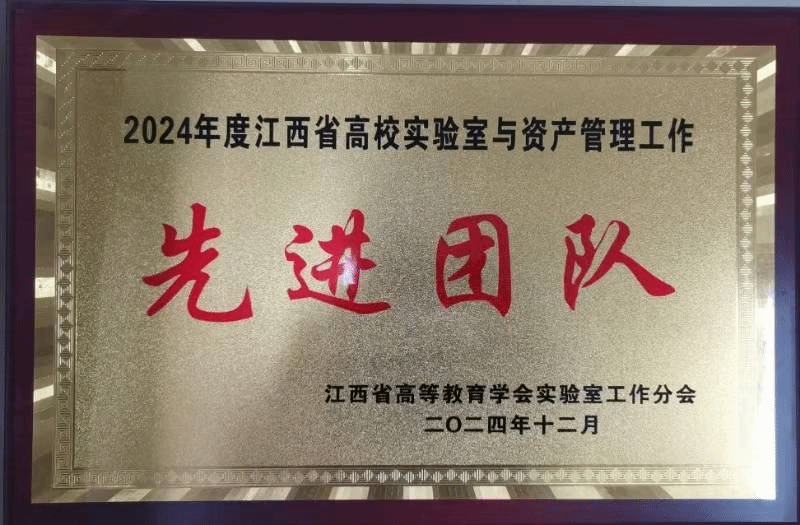 2024年度江西省高校实验室与资产管理工作
先进团队
江西省高等教育学会实验室工作分会
二〇二四年十二月